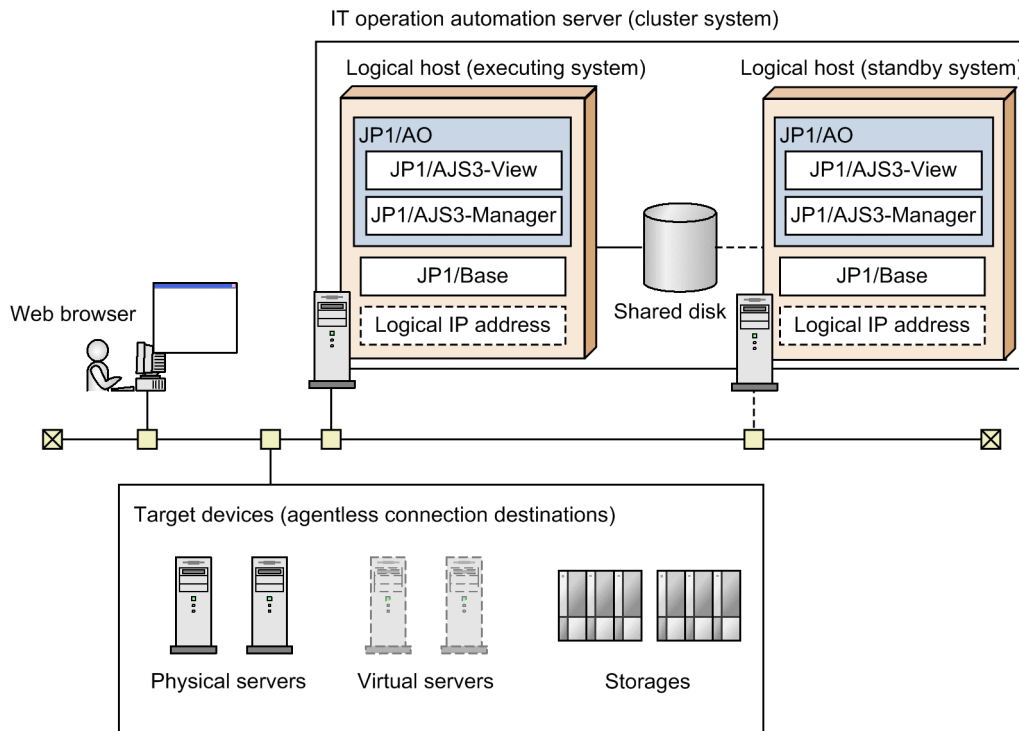 IT operation automation server (cluster system)
Logical host (executing system)
Logical host (standby system)
JP1/AO
JP1/AJS3-View
JP1/AJS3-Manager
JP1/Base
Logical IP address
Shared disk
JP1/AO
JP1/AJS3-View
JP1/AJS3-Manager
JP1/Base
Logical IP address
Web browser
Target devices (agentless connection destinations)
Physical servers
Virtual servers
Storages